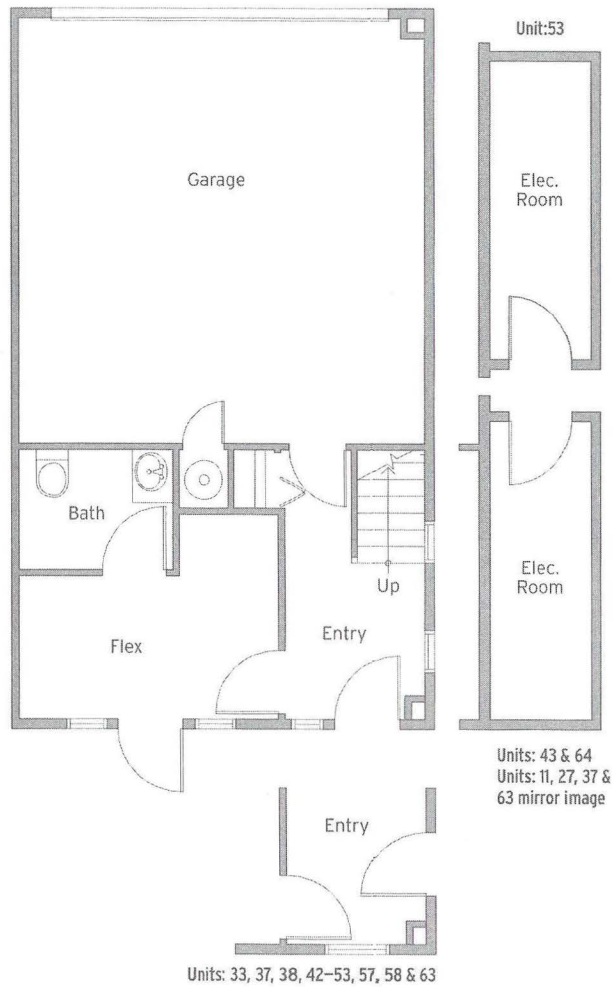 Unit:53
Garage
Elec.
Room
Bath
Up
Elec.
Room
Flex
Entry
Units: 43 & 64
Units: 11, 27, 37 &
63 mirror image
Entry
Units: 33, 37, 38, 42–53, 57, 58 & 63